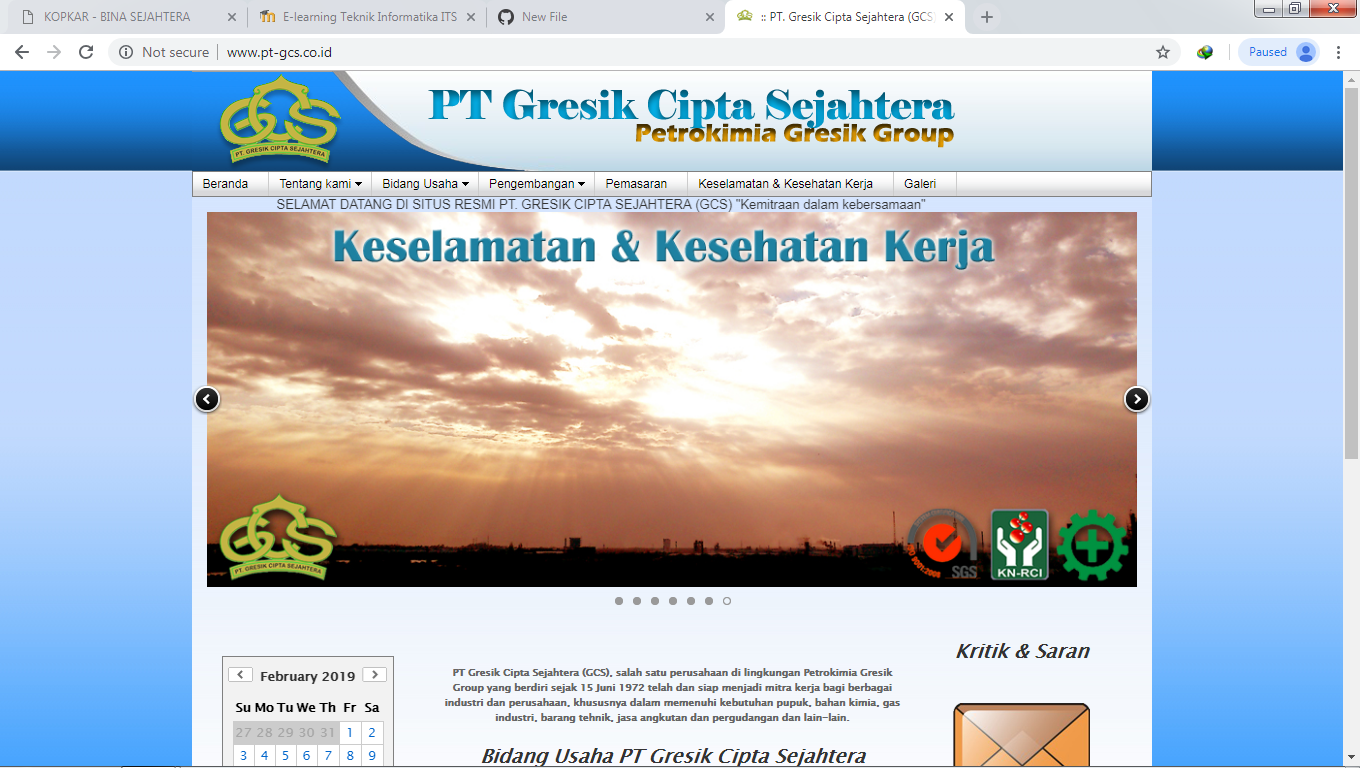 KOPKAR - BINA SEJAHTERA
E-learning Teknik Informatika ITS
New File
:: PT. Gresik Cipta Sejahtera (GCS
Not secure
www.pt-gcs.co.id
Paused
GCS
PT. GRESIK CIPTA SEJAHTERA
PT Gresik Cipta Sejahtera
Petrokimia Gresik Group
Beranda
Tentang kami
Bidang Usaha
Pengembangan
Pemasaran
Keselamatan & Kesehatan Kerja
Galeri
SELAMAT DATANG DI SITUS RESMI PT. GRESIK CIPTA SEJAHTERA (GCS) "Kemitraan dalam kebersamaan"
Keselamatan & Kesehatan Kerja
GCS
PT. GRESIK CIPTA SEJAHTERA
SGS
KN-RCI
February 2019
Su Mo Tu We Th Fr Sa
27 28 29 30 31 1 2
3 4 5 6 7 8 9
PT Gresik Cipta Sejahtera (GCS), salah satu perusahaan di lingkungan Petrokimia Gresik
Group yang berdiri sejak 15 Juni 1972 telah dan siap menjadi mitra kerja bagi berbagai
industri dan perusahaan, khususnya dalam memenuhi kebutuhan pupuk, bahan kimia, gas
industri, barang tehnik, jasa angkutan dan pergudangan dan lain-lain.
Bidang Usaha PT Gresik Cipta Sejahtera
Kritik & Saran